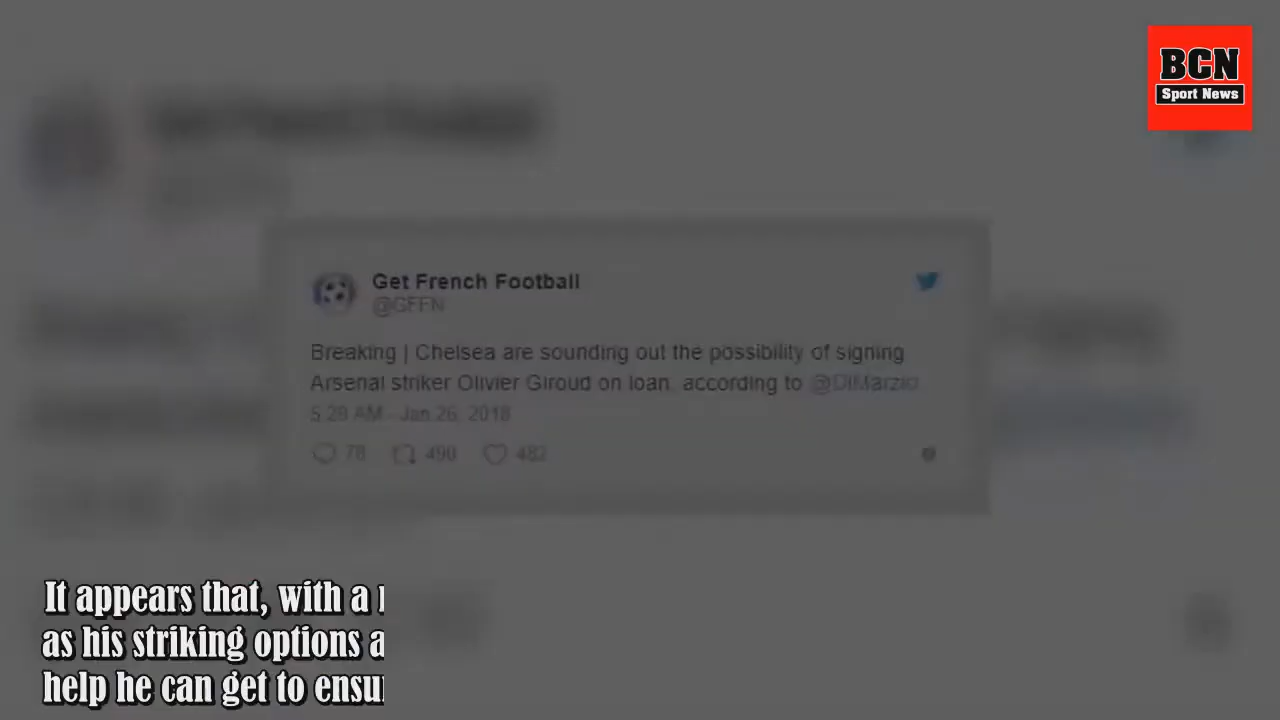 BCN
Sport News
Get French Football
@GFFN
Breaking | Chelsea are sounding out the possibility of signing
Arsenal striker Olivier Giroud on loan, according to @DiMarzio
5:29 AM - Jan 26, 2018
78 490 482
It appears that, with a
as his striking options
help he can get to